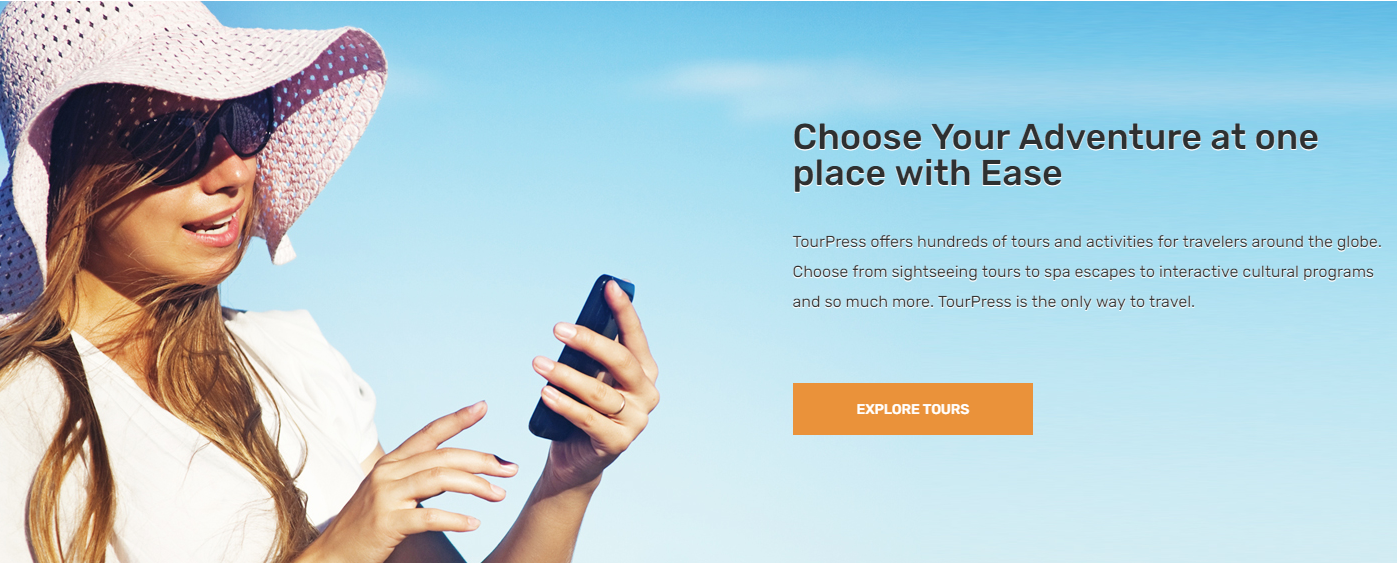 Choose Your Adventure at one
place with Ease
TourPress offers hundreds of tours and activities for travelers around the globe.
Choose from sightseeing tours to spa escapes to interactive cultural programs
and so much more. TourPress is the only way to travel.
EXPLORE TOURS